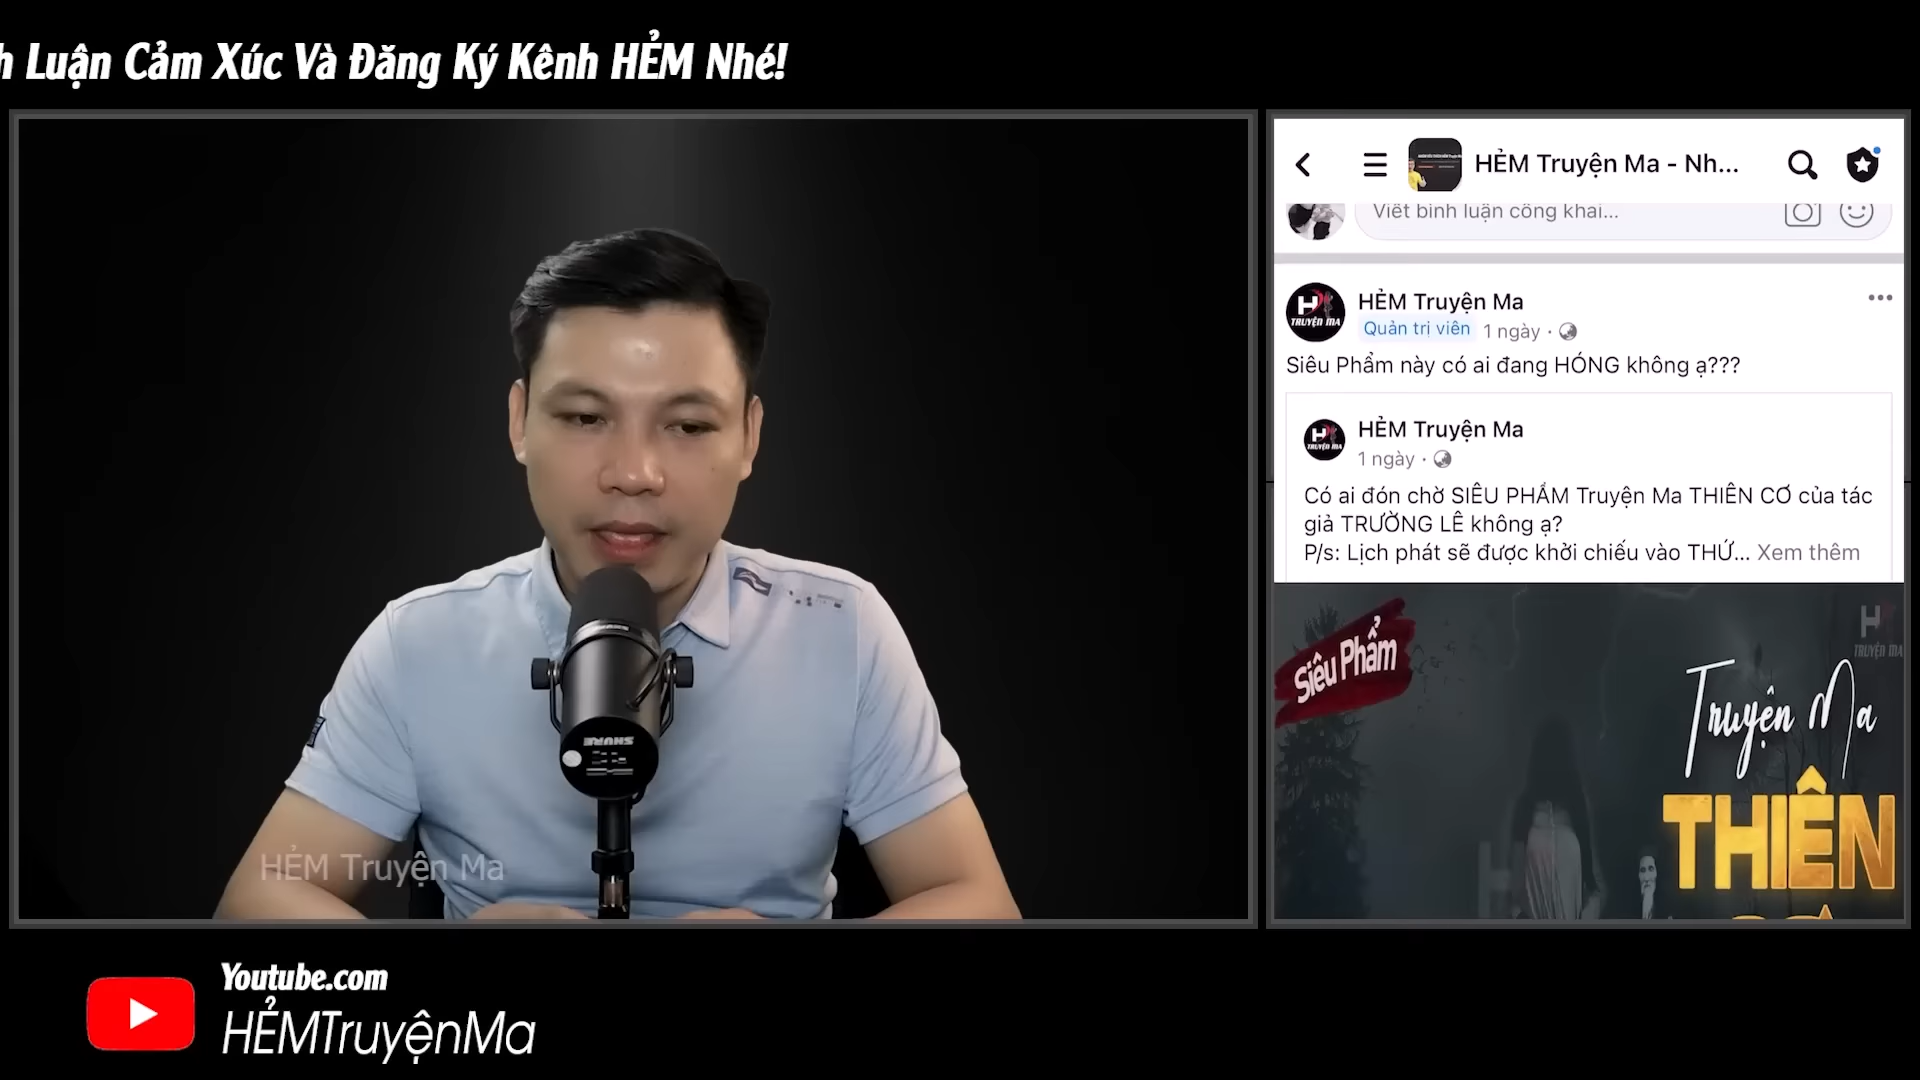 h Luận Cảm Xúc Và Đăng Ký Kênh HẺM Nhé!
HẺM Truyện Ma - Nh...
Viết bình luận công khai...
HẺM Truyện Ma
Quản trị viên 1 ngày ·
Siêu Phẩm này có ai đang HÓNG không ạ???
HẺM Truyện Ma
1 ngày ·
Có ai đón chờ SIÊU PHẨM Truyện Ma THIÊN CƠ của tác
giả TRƯỜNG LÊ không ạ?
P/s: Lịch phát sẽ được khởi chiếu vào THỨ... Xem thêm
Siêu Phẩm
H
TRUYỆN MA
Truyện Ma
THIÊN
SHURE
HẺM Truyện Ma
Youtube.com
HẺMTruyệnMa